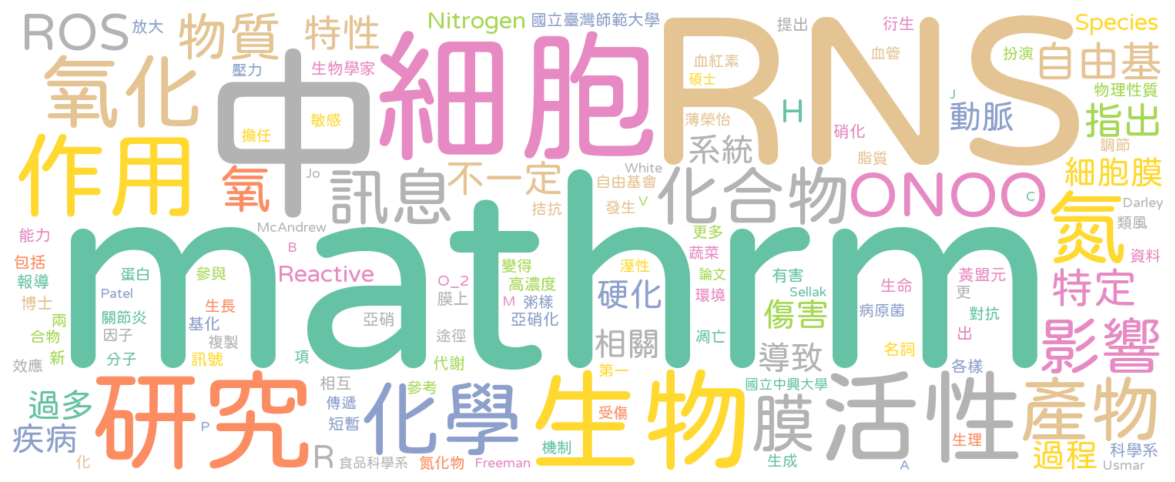 ROS
放大
物質
特性
Nitrogen
國立臺灣師範大學
提出
衍生
Species
氧化
壓力
生物學家
中
細胞
RNS
血紅素
碩士
血管
扮演
自由基
物理性質
擔任
敏感
薄榮怡
H
硝化
J
動脈
指出
作用
系統
脂質
調節
氧
Jo
訊息
不一定
White
自由基會
化合物
ONOO
C
細胞膜
拮抗
發生
V
氮
Darley
類風
能力
McAndrew
B
mathrm
更多
蔬菜
資料
包括
報導
蛋白
參與
Reactive
O_2
變得
高濃度
溼性
論文
環境
有害
生命
黃盟元
更
特定
博士
Patel
生長
膜上
M
粥樣
硬化
Sellak
病原菌
對抗
兩
關節炎
基化
亞硝
亞硝化
傷害
出
合物
因子
複製
途徑
相關
凋亡
名詞
影響
效應
新
分子
訊號
項
代謝
導致
各樣
過多
研究
相互
參考
化學
第一
生物
國立中興大學
膜
活性
產物
疾病
P
傳遞
短暫
受傷
機制
生理
過程
科學系
化
R
食品科學系
氮化物
Freeman
生成
A
Usmar